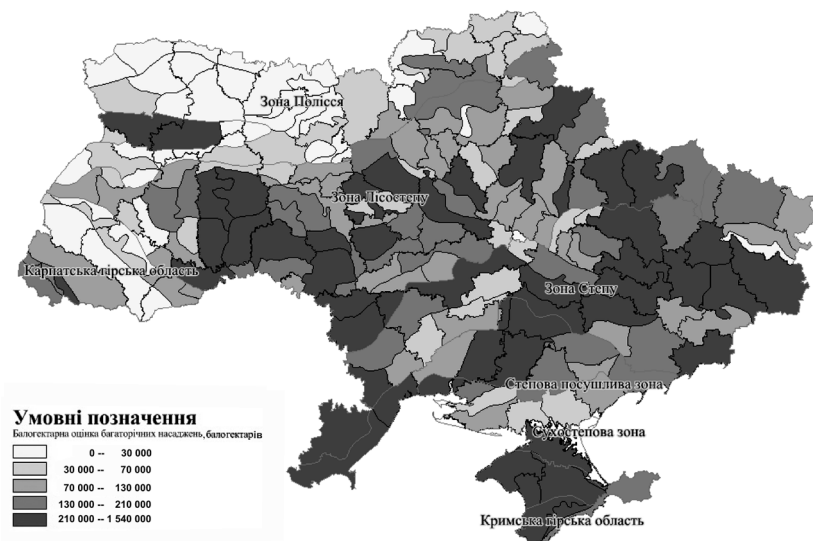 Зона Полісся
Зона Лісостепу
Карпатська гірська область
Зона Степу
Степова посушлива зона
Сухостепова зона
Кримська гірська область
Умовні позначення
Балогектарна оцінка багаторічних насаджень, балогектарів
0 -- 30 000
30 000 -- 70 000
70 000 -- 130 000
130 000 -- 210 000
210 000 -- 1 540 000